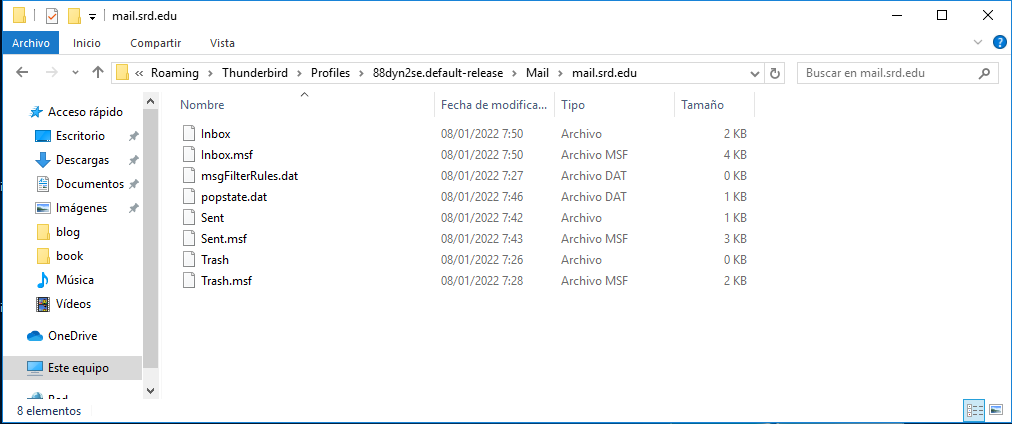 mail.srd.edu
Archivo Inicio Compartir Vista
« Roaming > Thunderbird > Profiles > 88dyn2se.default-release > Mail > mail.srd.edu
Buscar en mail.srd.edu
Acceso rápido
Escritorio
Descargas
Documentos
Imágenes
blog
book
Música
Vídeos
OneDrive
Este equipo
Red
Nombre Fecha de modifica... Tipo Tamaño
Inbox 08/01/2022 7:50 Archivo 2 KB
Inbox.msf 08/01/2022 7:50 Archivo MSF 4 KB
msgFilterRules.dat 08/01/2022 7:27 Archivo DAT 0 KB
popstate.dat 08/01/2022 7:46 Archivo DAT 1 KB
Sent 08/01/2022 7:42 Archivo 1 KB
Sent.msf 08/01/2022 7:43 Archivo MSF 3 KB
Trash 08/01/2022 7:26 Archivo 0 KB
Trash.msf 08/01/2022 7:28 Archivo MSF 2 KB
8 elementos